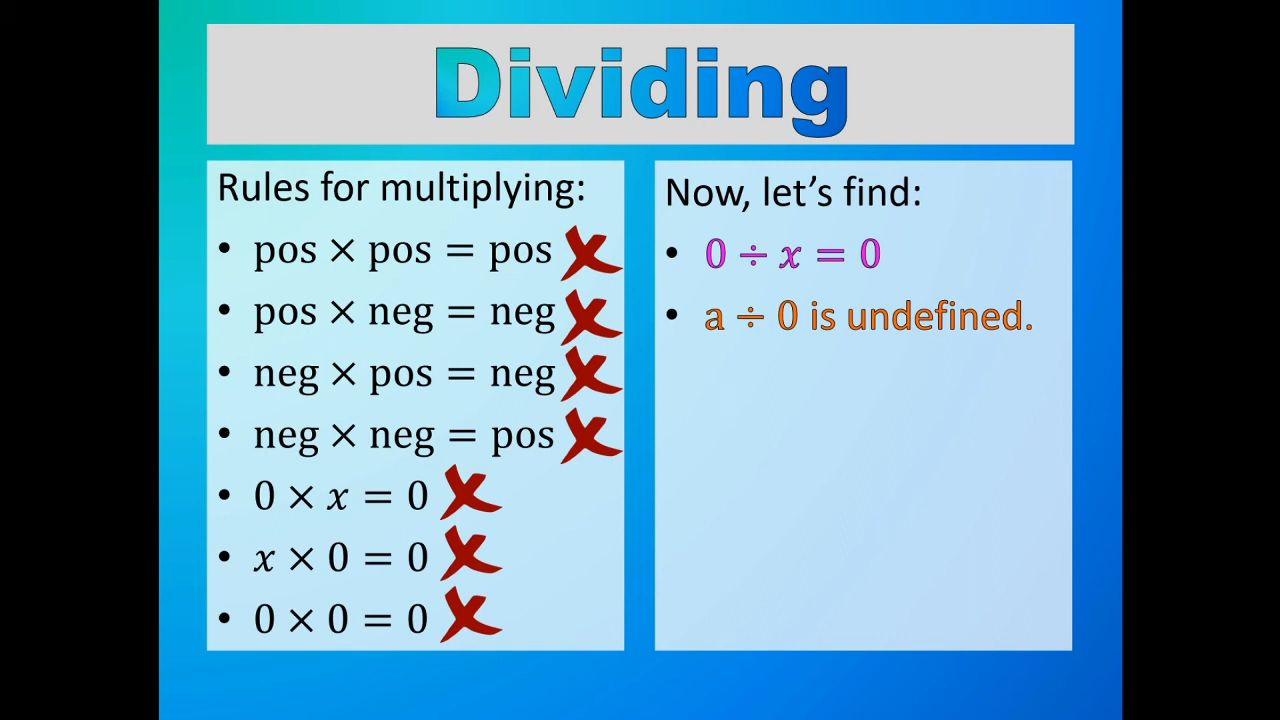 Dividing
Rules for multiplying:
• pos × pos = pos
• pos × neg = neg
• neg × pos = neg
• neg × neg = pos
• 0 × x = 0
• x × 0 = 0
• 0 × 0 = 0
Now, let’s find:
• 0 ÷ x = 0
• a ÷ 0 is undefined.